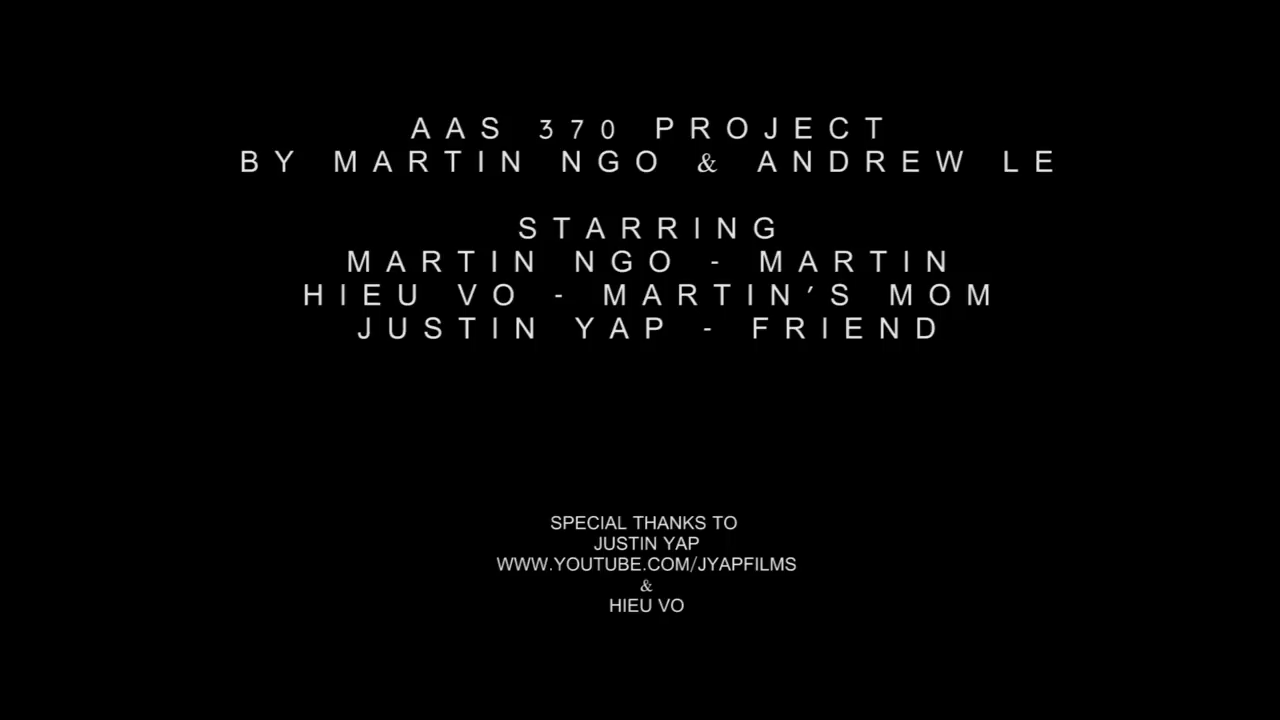 AAS 370 PROJECT
BY MARTIN NGO & ANDREW LE
STARRING
MARTIN NGO - MARTIN
HIEU VO - MARTIN'S MOM
JUSTIN YAP - FRIEND
SPECIAL THANKS TO
JUSTIN YAP
WWW.YOUTUBE.COM/JYAPFILMS
&
HIEU VO